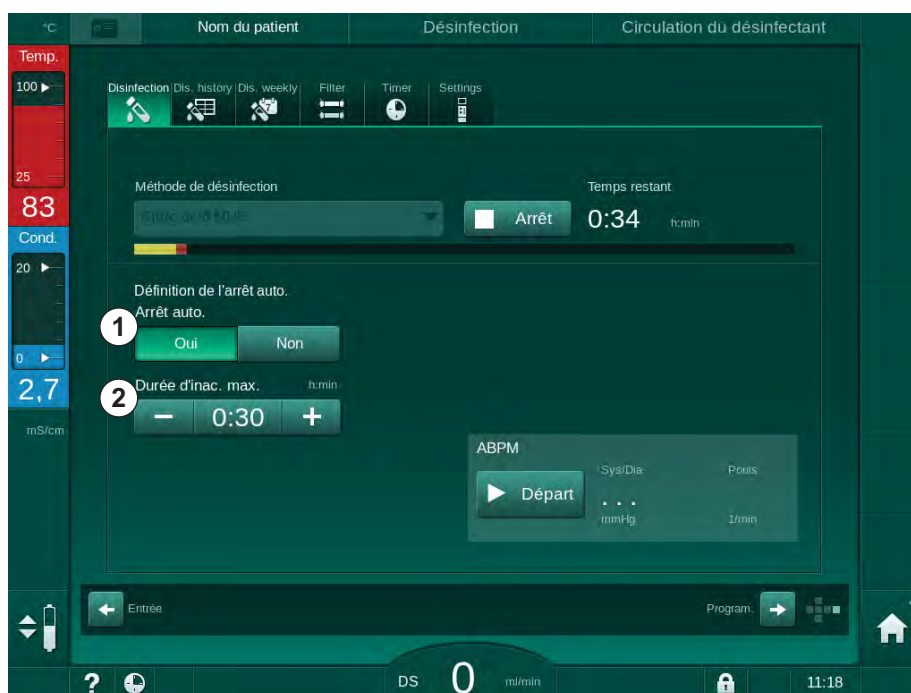 °C
Nom du patient
Désinfection
Circulation du désinfectant
Temp.
100
25
83
Cond.
20
0
2,7
mS/cm
Disinfection
Dis. history
Dis. weekly
Filter
Timer
Settings
7
Méthode de désinfection
Temps restant
Arrêt
0:34 h:min
Définition de l'arrêt auto.
Arrêt auto.
1
Oui
Non
Durée d'inac. max. h:min
2
− 0:30 +
ABPM
Départ
Sys/Dia
Pouls
. . .
mmHg
1/min
Entrée
Program.
?
DS 0 ml/min
11:18